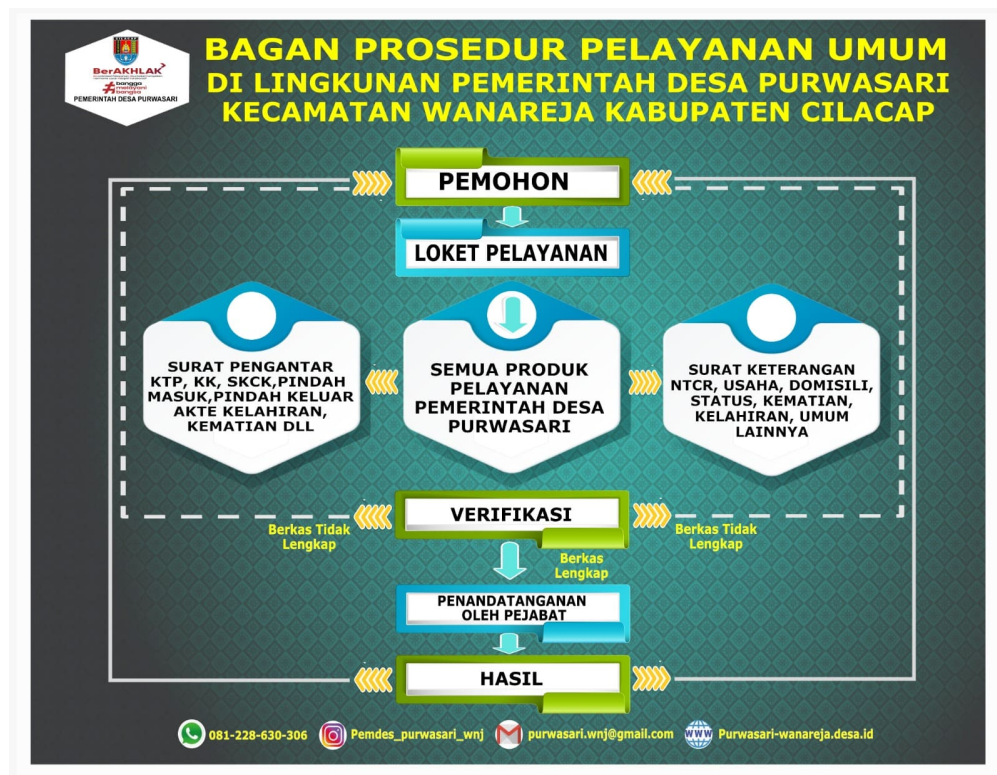 BerAKHLAK
#bangga
melayani
bangsa
PEMERINTAH DESA PURWASARI
BAGAN PROSEDUR PELAYANAN UMUM
DI LINGKUNAN PEMERINTAH DESA PURWASARI
KECAMATAN WANAREJA KABUPATEN CILACAP
PEMOHON
LOKET PELAYANAN
SURAT PENGANTAR
KTP, KK, SKCK,PINDAH
MASUK,PINDAH KELUAR
AKTE KELAHIRAN,
KEMATIAN DLL
SEMUA PRODUK
PELAYANAN
PEMERINTAH DESA
PURWASARI
SURAT KETERANGAN
NTCR, USAHA, DOMISILI,
STATUS, KEMATIAN,
KELAHIRAN, UMUM
LAINNYA
VERIFIKASI
Berkas Tidak
Lengkap
Berkas Tidak
Lengkap
Berkas
Lengkap
PENANDATANGANAN
OLEH PEJABAT
HASIL
081-228-630-306
Pemdes_purwasari_wnj
purwasari.wnj@gmail.com
www
Purwasari-wanareja.desa.id